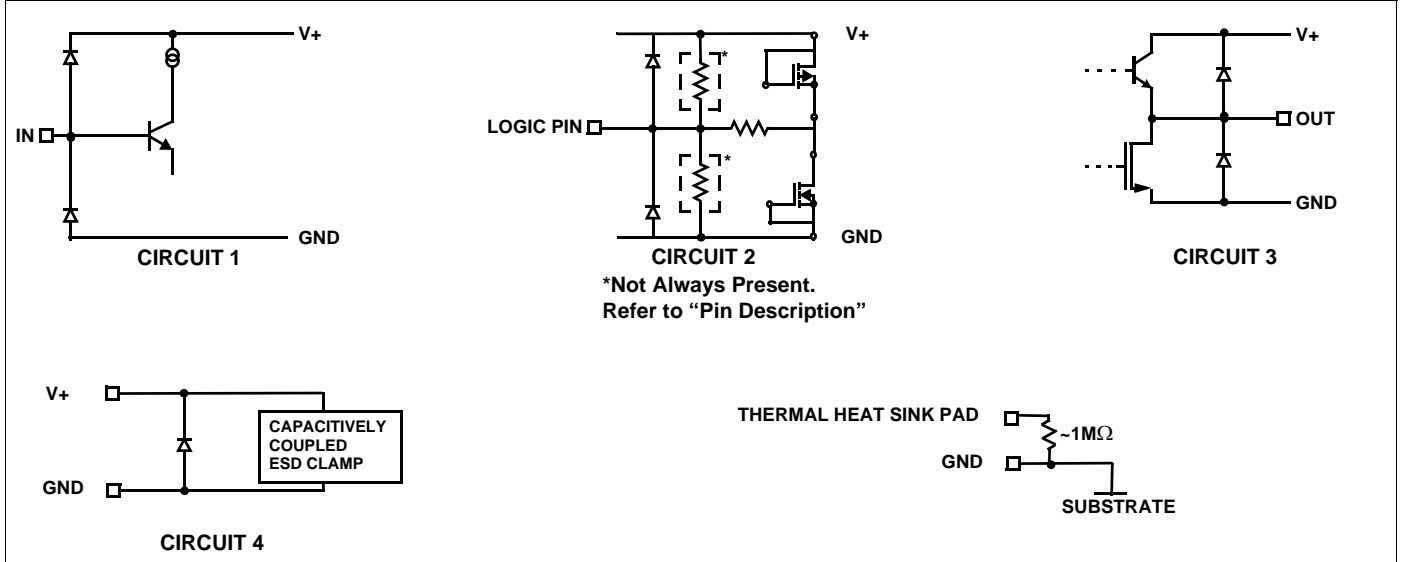 V+
IN
GND
CIRCUIT 1
*
V+
LOGIC PIN
*
GND
CIRCUIT 2
*Not Always Present.
Refer to “Pin Description”
V+
OUT
GND
CIRCUIT 3
V+
CAPACITIVELY
COUPLED
ESD CLAMP
GND
CIRCUIT 4
THERMAL HEAT SINK PAD
~1MΩ
GND
SUBSTRATE